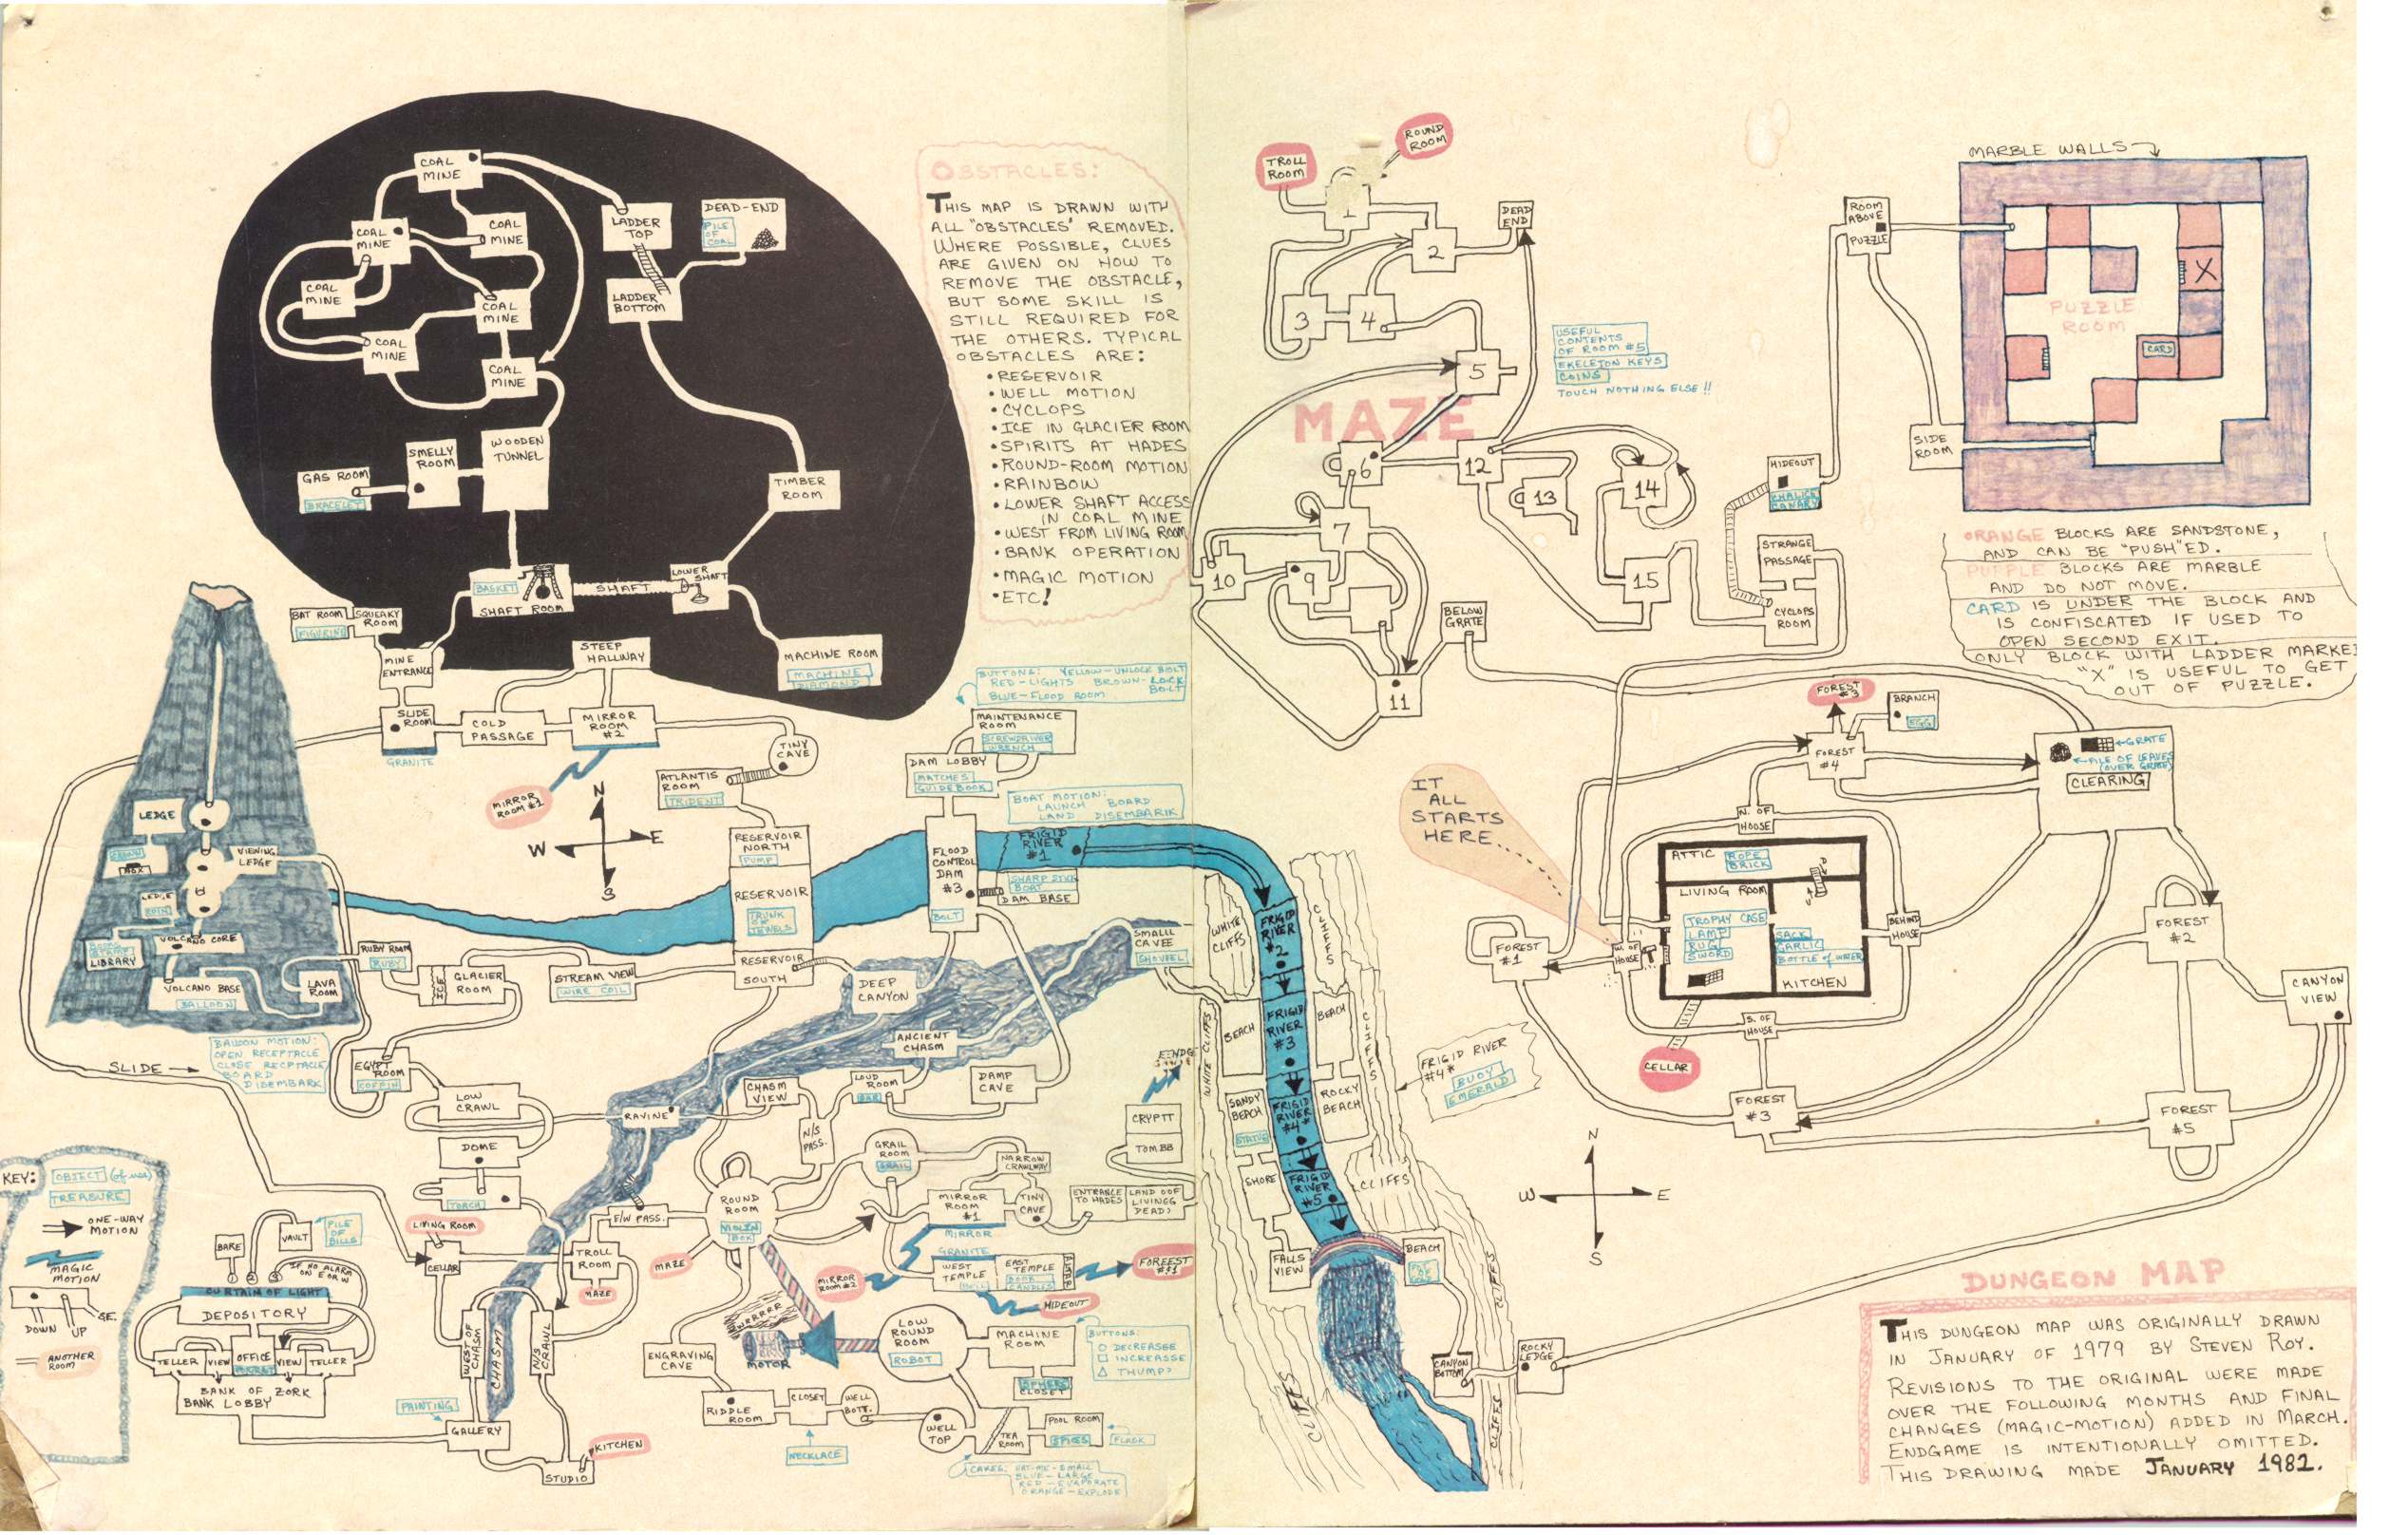 COAL
MINE
COAL
MINE
COAL
MINE
COAL
MINE
COAL
MINE
COAL
MINE
COAL
MINE
LADDER
TOP
DEAD-END
PILE
OF
COAL
LADDER
BOTTOM
WOODEN
TUNNEL
SMELLY
ROOM
GAS ROOM
BRACELET
TIMBER
ROOM
BASKET
SHAFT ROOM
SHAFT
LOWER
SHAFT
MACHINE ROOM
MACHINE
DIAMOND
BAT ROOM
FIGURINE
SQUEAKY
ROOM
MINE
ENTRANCE
STEEP
HALLWAY
SLIDE
ROOM
GRANITE
COLD
PASSAGE
MIRROR
ROOM
#2
MIRROR
ROOM #1
TINY
CAVE
ATLANTIS
ROOM
TRIDENT
OBSTACLES:
THIS MAP IS DRAWN WITH
ALL "OBSTACLES" REMOVED.
WHERE POSSIBLE, CLUES
ARE GIVEN ON HOW TO
REMOVE THE OBSTACLE,
BUT SOME SKILL IS
STILL REQUIRED FOR
THE OTHERS. TYPICAL
OBSTACLES ARE:
• RESERVOIR
• WELL MOTION
• CYCLOPS
• ICE IN GLACIER ROOM
• SPIRITS AT HADES
• ROUND-ROOM MOTION
• RAINBOW
• LOWER SHAFT ACCESS
IN COAL MINE
• WEST FROM LIVING ROOM
• BANK OPERATION
• MAGIC MOTION
• ETC!
BUTTONS: YELLOW-UNLOCK BOLT
RED-LIGHTS BROWN-LOCK
BOLT
BLUE-FLOOD ROOM
MAINTENANCE
ROOM
SCREWDRIVER
WRENCH
DAM LOBBY
MATCHES
GUIDEBOOK
BOAT MOTION:
LAUNCH BOARD
LAND DISEMBARK
N
W E
S
RESERVOIR
NORTH
PUMP
RESERVOIR
TRUNK
OF
JEWELS
RESERVOIR
SOUTH
FLOOD
CONTROL
DAM
#3
BOLT
SHARP STICK
BOAT
DAM BASE
FRIGID
RIVER
#1
LEDGE
VIEWING
LEDGE
LEDGE
COIN
LIBRARY
VOLCANO CORE
VOLCANO BASE
BALLOON
LAVA
ROOM
RUBY ROOM
RUBY
ICE
GLACIER
ROOM
STREAM VIEW
WIRE COIL
DEEP
CANYON
SMALLL
CAVEE
SHOVEL
BALLOON MOTION:
OPEN RECEPTACLE
CLOSE RECPTACLE
BOARD
DISEMBARK
SLIDE
EGYPT
ROOM
COFFIN
LOW
CRAWL
DOME
TORCH
ANCIENT
CHASM
CHASM
VIEW
LOUD
ROOM
BAR
DAMP
CAVE
RAVINE
N/S
PASS.
GRAIL
ROOM
GRAIL
NARROW
CRAWLWAY
CRYPTT
TOMBB
ENTRANCE
TO HADES
LAND OOF
LIVINGG
DEAD?
MIRROR
ROOM
#1
MIRROR
TINY
CAVE
ROUND
ROOM
VIOLIN
BOX
E/W PASS.
MAZE
GRANITE
WEST
TEMPLE
BELL
EAST
TEMPLE
BOOK
CANDLES
ALTAR
FOREEST
#1
MIRROR
ROOM #2
HIDEOUT
KEY:
OBJECT (of use)
TREASURE
ONE-WAY
MOTION
MAGIC
MOTION
DOWN UP
ANOTHER
ROOM
LIVING ROOM
CELLAR
TROLL
ROOM
MAZE
BARE
VAULT
PILE
OF
BILLS
IF NO ALARM
ON E OR W
CURTAIN OF LIGHT
DEPOSITORY
TELLER
VIEW
OFFICE
VIEW
TELLER
BANK OF ZORK
BANK LOBBY
WEST OF
CHASM
CHASM
N/S
CRAWL
PAINTING
GALLERY
STUDIO
KITCHEN
WHIRRRR
MOTOR
LOW
ROUND
ROOM
ROBOT
MACHINE
ROOM
BUTTONS:
○ DECREASEE
□ INCREASSE
△ THUMP?
SPHERE
CLOSET
ENGRAVING
CAVE
RIDDLE
ROOM
CLOSET
NECKLACE
WELL
BOTT.
WELL
TOP
TEA
ROOM
POOL ROOM
SPICES
FLASK
CAKES: EAT-ME-SMALL
BLUE-LARGE
RED-EVAPORATE
ORANGE-EXPLODE
TROLL
ROOM
ROUND
ROOM
1
2
DEAD
END
3
4
5
USEFUL
CONTENTS
OF ROOM #5
SKELETON KEYS
COINS
TOUCH NOTHING ELSE!!
MAZE
6
12
13
14
7
10
9
15
11
BELOW
GRATE
HIDEOUT
CHALICE
CANARY
STRANGE
PASSAGE
CYCLOPS
ROOM
ROOM
ABOVE
PUZZLE
SIDE
ROOM
MARBLE WALLS
X
PUZZLE
ROOM
CARD
ORANGE BLOCKS ARE SANDSTONE,
AND CAN BE "PUSH"ED.
PURPLE BLOCKS ARE MARBLE
AND DO NOT MOVE.
CARD IS UNDER THE BLOCK AND
IS CONFISCATED IF USED TO
OPEN SECOND EXIT.
ONLY BLOCK WITH LADDER MARKED
"X" IS USEFUL TO GET
OUT OF PUZZLE.
FOREST
#3
BRANCH
EGG
FOREST
#4
GRATE
PILE OF LEAVES
(OVER GRATE)
CLEARING
IT
ALL
STARTS
HERE.......
N. OF
HOUSE
ATTIC
ROPE
BRICK
LIVING ROOM
TROPHY CASE
LAMP
RUG
SWORD
SACK
GARLIC
BOTTLE of WATER
KITCHEN
BEHIND
HOUSE
W. OF
HOUSE
S. OF
HOUSE
CELLAR
FOREST
#1
FOREST
#2
FOREST
#3
FOREST
#5
CANYON
VIEW
WHITE
CLIFFS
CLIFFS
FRIGID
RIVER
#2
FRIGID
RIVER
#3
FRIGID
RIVER
#4*
FRIGID
RIVER
#5
BEACH
BEACH
WHITE CLIFFS
CLIFFS
SANDY
BEACH
STATUE
ROCKY
BEACH
SHORE
CLIFFS
FRIGID RIVER
#4*
BUOY
EMERALD
FALLS
VIEW
BEACH
POT OF
GOLD
CANYON
BOTTOM
ROCKY
LEDGE
CLIFFS
CLIFFS
CLIFFS
N
W E
S
DUNGEON MAP
THIS DUNGEON MAP WAS ORIGINALLY DRAWN
IN JANUARY OF 1979 BY STEVEN ROY.
REVISIONS TO THE ORIGINAL WERE MADE
OVER THE FOLLOWING MONTHS AND FINAL
CHANGES (MAGIC-MOTION) ADDED IN MARCH.
ENDGAME IS INTENTIONALLY OMITTED.
THIS DRAWING MADE JANUARY 1982.